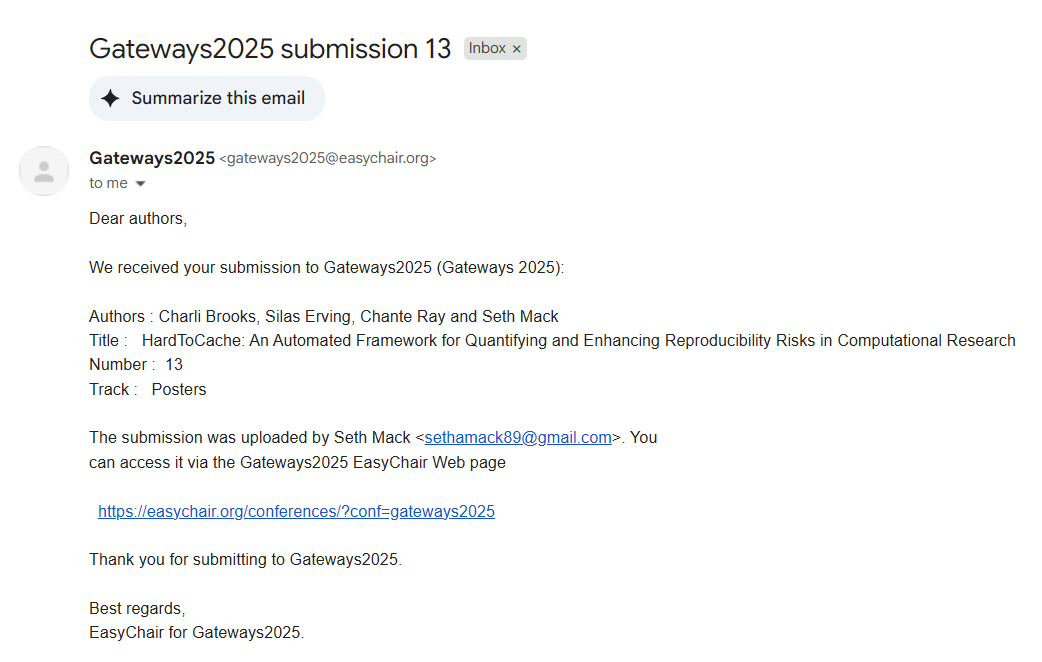 Gateways2025 submission 13 Inbox ×
Summarize this email
Gateways2025 <gateways2025@easychair.org>
to me
Dear authors,
We received your submission to Gateways2025 (Gateways 2025):
Authors : Charli Brooks, Silas Erving, Chante Ray and Seth Mack
Title : HardToCache: An Automated Framework for Quantifying and Enhancing Reproducibility Risks in Computational Research
Number : 13
Track : Posters
The submission was uploaded by Seth Mack <sethamack89@gmail.com>. You
can access it via the Gateways2025 EasyChair Web page
https://easychair.org/conferences/?conf=gateways2025
Thank you for submitting to Gateways2025.
Best regards,
EasyChair for Gateways2025.